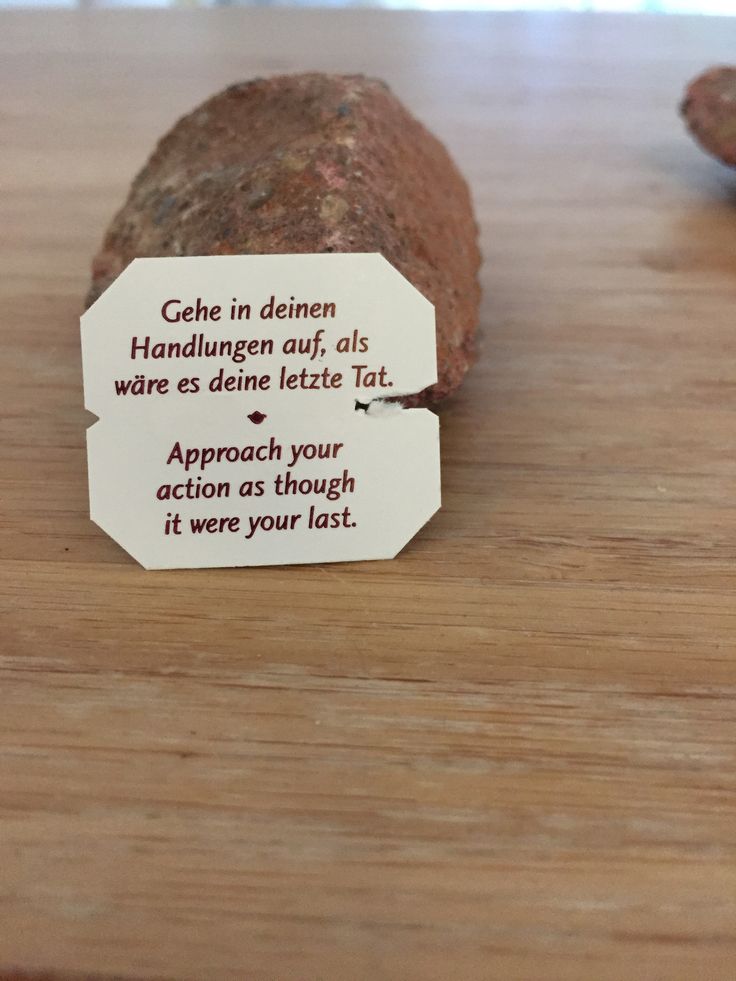 Gehe in deinen
Handlungen auf, als
wäre es deine letzte Tat.
Approach your
action as though
it were your last.